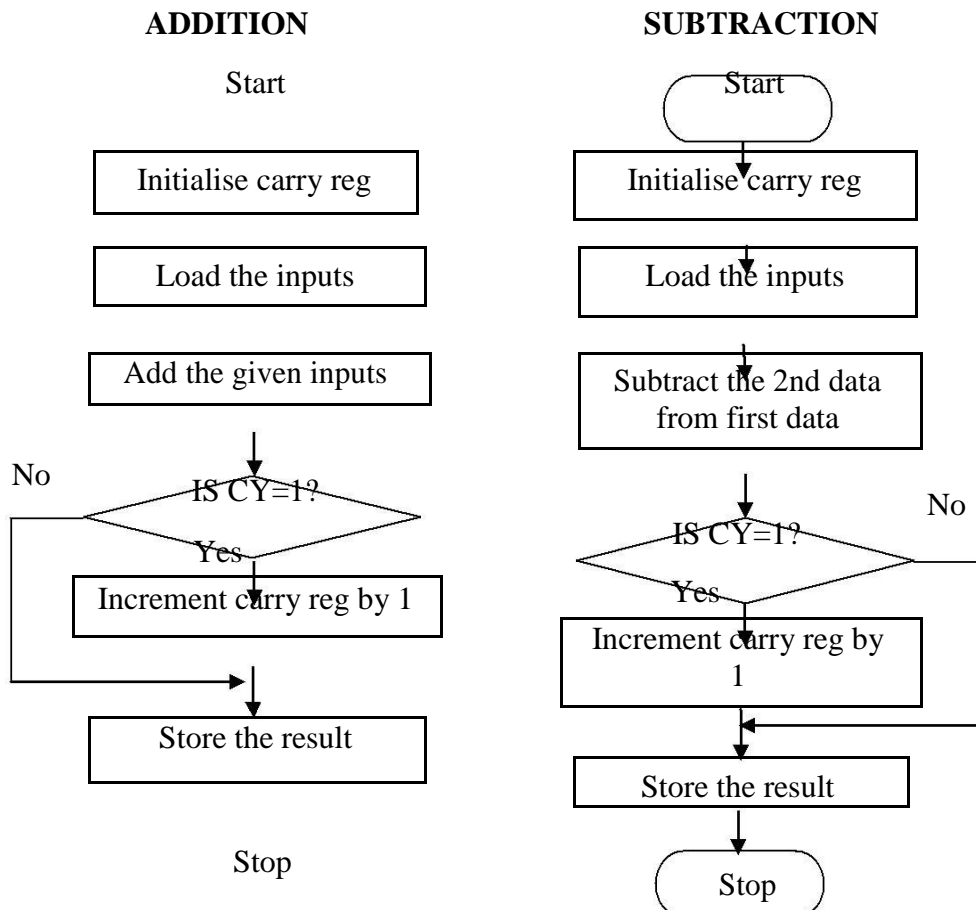 ADDITION
Start
Initialise carry reg
Load the inputs
Add the given inputs
No
IS CY=1?
Yes
Increment carry reg by 1
Store the result
Stop
SUBTRACTION
Start
Initialise carry reg
Load the inputs
Subtract the 2nd data
from first data
No
IS CY=1?
Yes
Increment carry reg by
1
Store the result
Stop